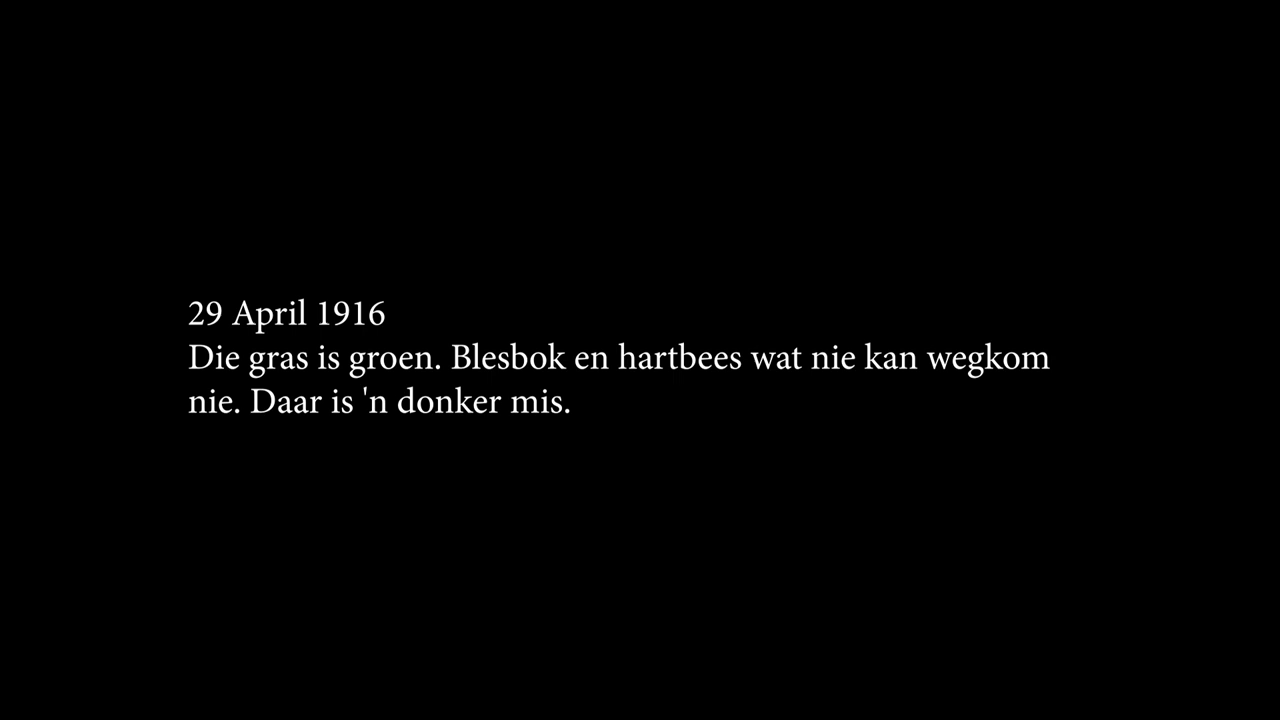 29 April 1916
Die gras is groen. Blesbok en hartbees wat nie kan wegkom
nie. Daar is 'n donker mis.